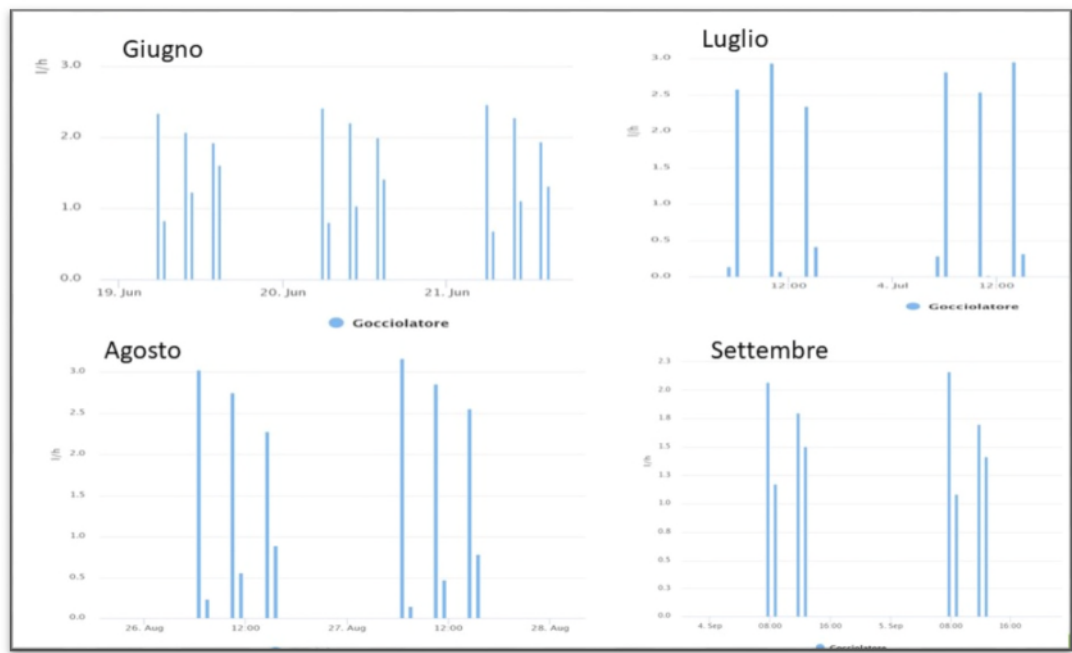 Giugno
l/h
3.0
2.0
1.0
0.0
19. Jun 20. Jun 21. Jun
Gocciolatore
Luglio
l/h
3.0
2.5
2.0
1.5
1.0
0.5
0.0
12:00 4. Jul 12:00
Gocciolatore
Agosto
l/h
3.0
2.5
2.0
1.5
1.0
0.5
0.0
26. Aug 12:00 27. Aug 12:00 28. Aug
Settembre
l/h
2.3
2.0
1.8
1.5
1.3
1.0
0.8
0.5
0.3
0.0
4. Sep 08:00 16:00 5. Sep 08:00 16:00
Gocciolatore